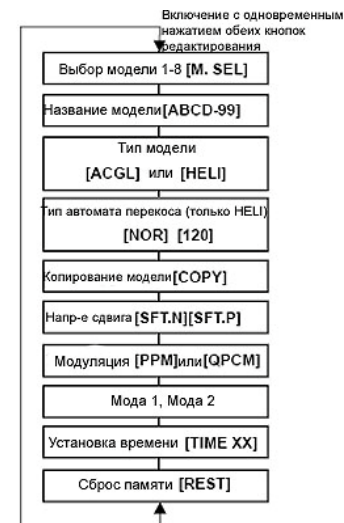 Включение с одновременным
нажатием обеих кнопок
редактирования
Выбор модели 1-8 [M. SEL]
Название модели[ABCD-99]
Тип модели
[ACGL] или [HELI]
Тип автомата перекоса (только HELI)
[NOR] [120]
Копирование модели[COPY]
Напр-е сдвига [SFT.N][SFT.P]
Модуляция [PPM]или[QPCM]
Мода 1, Мода 2
Установка времени [TIME XX]
Сброс памяти [REST]